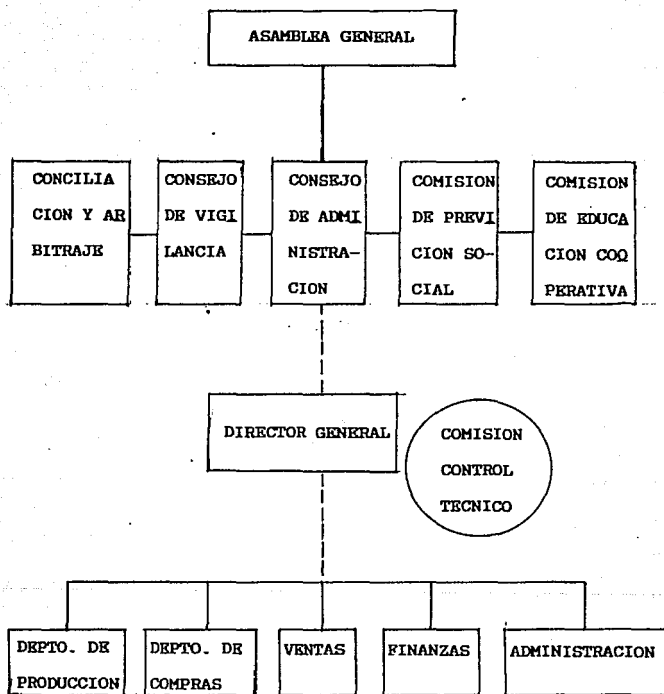 ASAMBLEA GENERAL
CONCILIA
CION Y AR
BITRAJE
CONSEJO
DE VIGI
LANCIA
CONSEJO
DE ADMI
NISTRA-
CION
COMISION
DE PREVI
CION SO-
CIAL
COMISION
DE EDUCA
CION COO
PERATIVA
DIRECTOR GENERAL
COMISION
CONTROL
TECNICO
DEPTO. DE
PRODUCCION
DEPTO. DE
COMPRAS
VENTAS
FINANZAS
ADMINISTRACION